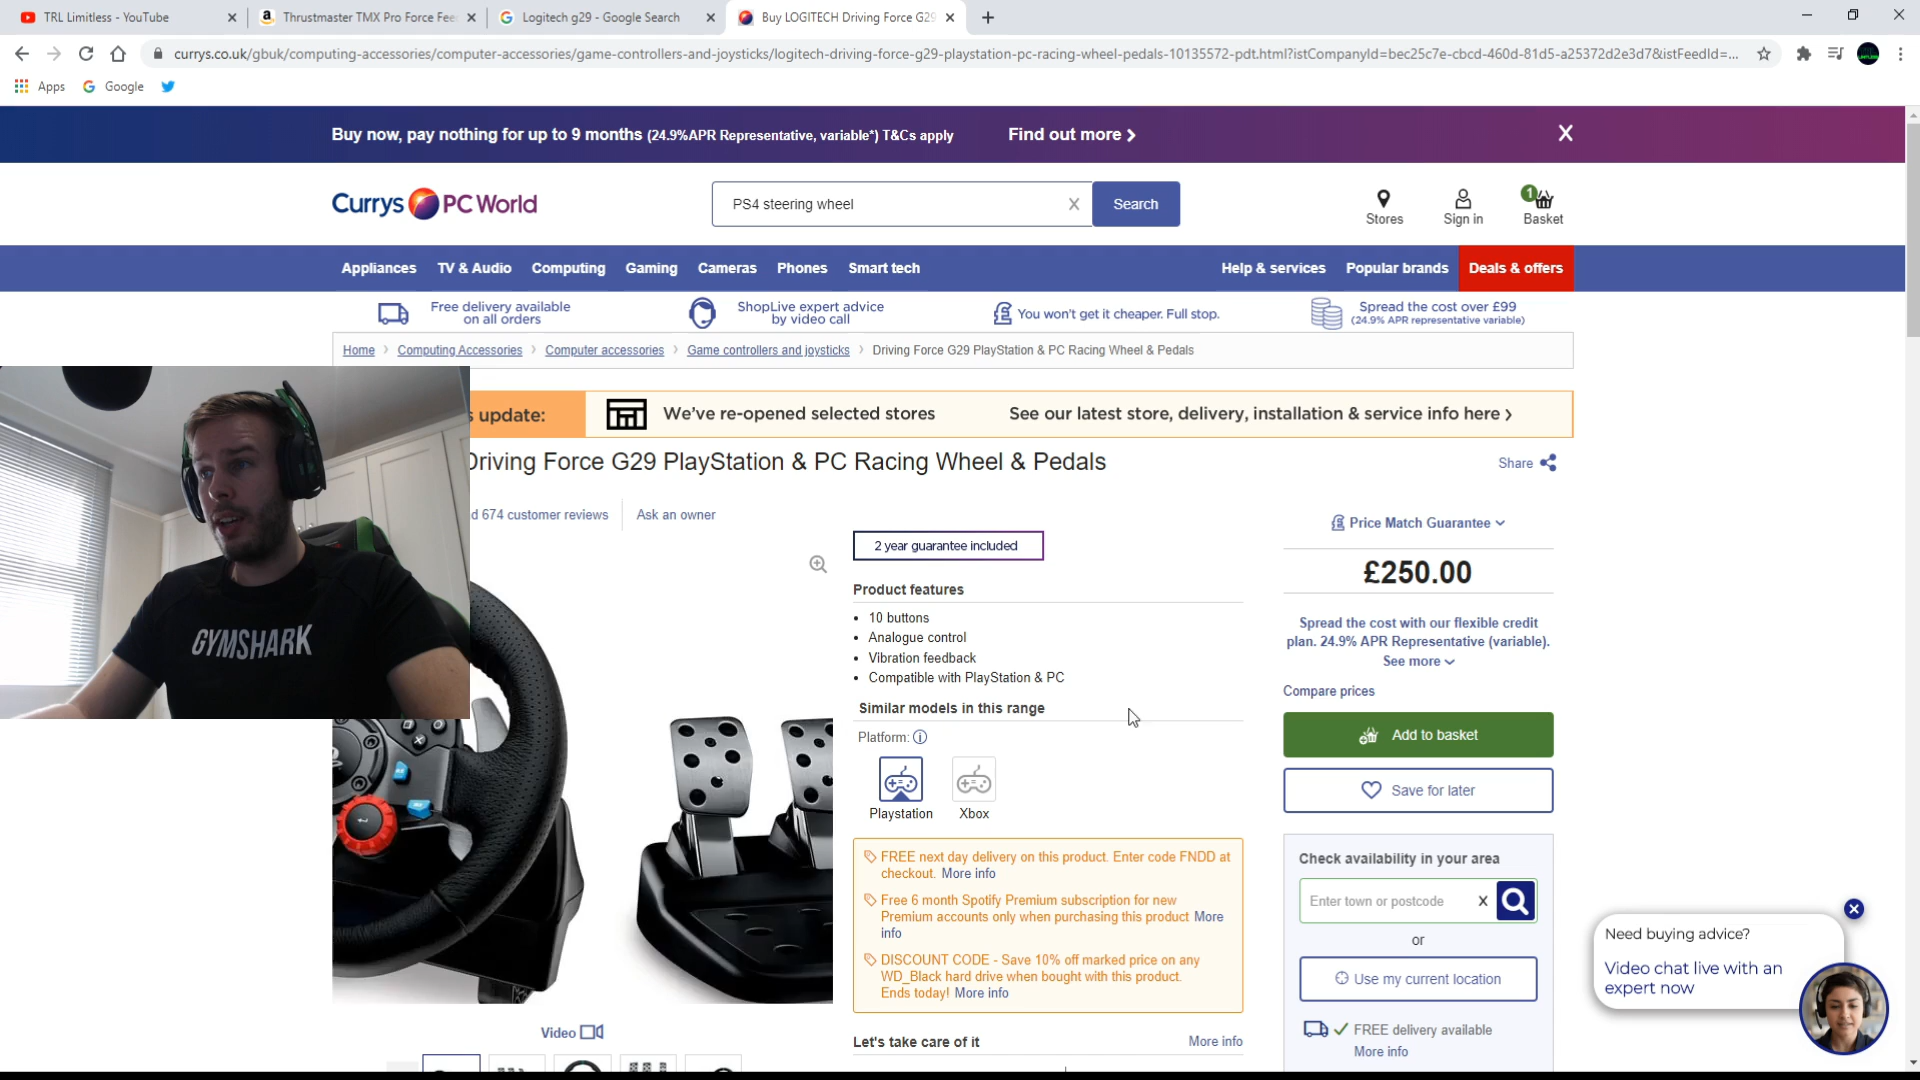 TRL Limitless - YouTube
Thrustmaster TMX Pro Force Fee
Logitech g29 - Google Search
Buy LOGITECH Driving Force G29
currys.co.uk/gbuk/computing-accessories/computer-accessories/game-controllers-and-joysticks/logitech-driving-force-g29-playstation-pc-racing-wheel-pedals-10135572-pdt.html?istCompanyId=bec25c7e-cbcd-460d-81d5-a25372d2e3d7&istFeedId=...
Apps
Google
Buy now, pay nothing for up to 9 months (24.9%APR Representative, variable*) T&Cs apply
Find out more >
X
Currys PC World
PS4 steering wheel
Search
Stores
Sign in
1
Basket
Appliances
TV & Audio
Computing
Gaming
Cameras
Phones
Smart tech
Help & services
Popular brands
Deals & offers
Free delivery available
on all orders
ShopLive expert advice
by video call
You won't get it cheaper. Full stop.
Spread the cost over £99
(24.9% APR representative variable)
Home > Computing Accessories > Computer accessories > Game controllers and joysticks > Driving Force G29 PlayStation & PC Racing Wheel & Pedals
s update:
We've re-opened selected stores
See our latest store, delivery, installation & service info here >
Driving Force G29 PlayStation & PC Racing Wheel & Pedals
Share
d 674 customer reviews
Ask an owner
GYMSHARK
2 year guarantee included
Product features
• 10 buttons
• Analogue control
• Vibration feedback
• Compatible with PlayStation & PC
Similar models in this range
Platform:
Playstation
Xbox
FREE next day delivery on this product. Enter code FNDD at
checkout. More info
Free 6 month Spotify Premium subscription for new
Premium accounts only when purchasing this product More
info
DISCOUNT CODE - Save 10% off marked price on any
WD_Black hard drive when bought with this product.
Ends today! More info
Let's take care of it
More info
Video
Price Match Guarantee
£250.00
Spread the cost with our flexible credit
plan. 24.9% APR Representative (variable).
See more
Compare prices
Add to basket
Save for later
Check availability in your area
Enter town or postcode
X
or
Use my current location
FREE delivery available
More info
Need buying advice?
Video chat live with an
expert now